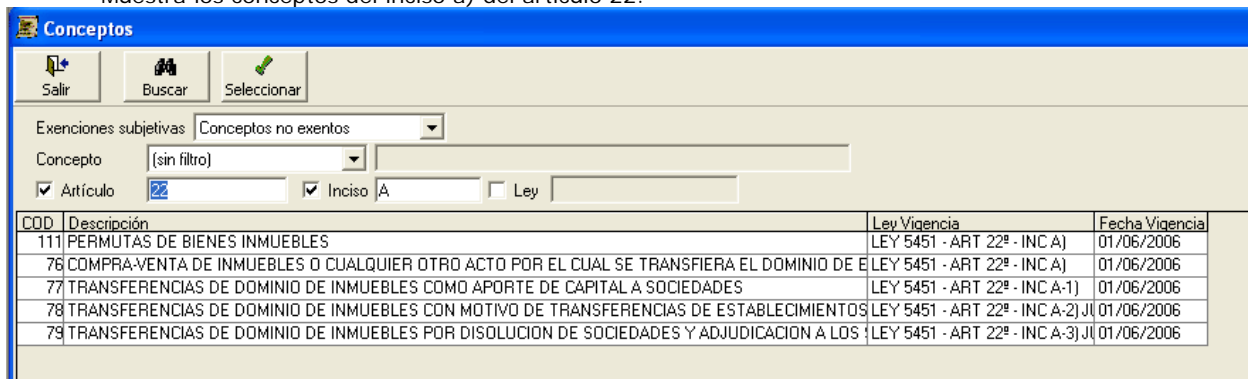 Muestra los conceptos del inciso a) del artículo 22.
Conceptos
Salir Buscar Seleccionar
Exenciones subjetivas Conceptos no exentos
Concepto (sin filtro)
Artículo 22 Inciso A Ley
COD Descripción Ley Vigencia Fecha Vigencia
111 PERMUTAS DE BIENES INMUEBLES LEY 5451 - ART 22º - INC A) 01/06/2006
76 COMPRA-VENTA DE INMUEBLES O CUALQUIER OTRO ACTO POR EL CUAL SE TRANSFIERA EL DOMINIO DE E LEY 5451 - ART 22º - INC A) 01/06/2006
77 TRANSFERENCIAS DE DOMINIO DE INMUEBLES COMO APORTE DE CAPITAL A SOCIEDADES LEY 5451 - ART 22º - INC A-1) 01/06/2006
78 TRANSFERENCIAS DE DOMINIO DE INMUEBLES CON MOTIVO DE TRANSFERENCIAS DE ESTABLECIMIENTOS LEY 5451 - ART 22º - INC A-2) 01/06/2006
79 TRANSFERENCIAS DE DOMINIO DE INMUEBLES POR DISOLUCION DE SOCIEDADES Y ADJUDICACION A LOS LEY 5451 - ART 22º - INC A-3) 01/06/2006